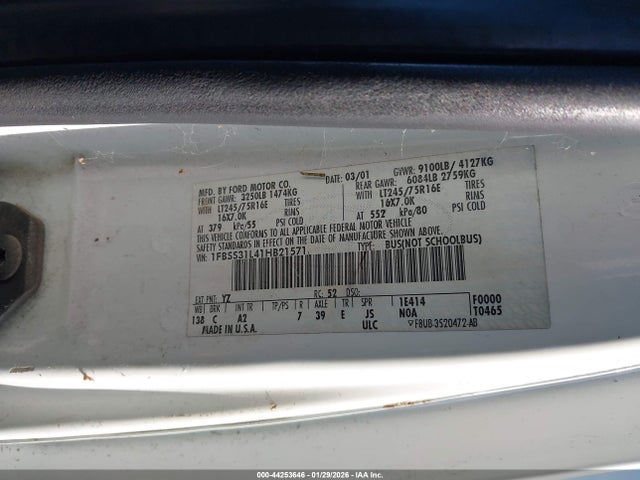 MFD. BY FORD MOTOR CO. DATE: 03/01 GVWR: 9100LB/ 4127KG
FRONT GAWR: 3250LB 1474KG REAR GAWR: 6084LB 2759KG
WITH LT245/75R16E TIRES WITH LT245/75R16E TIRES
16X7.0K RIMS 16X7.0K RIMS
AT 379 kPa/55 PSI COLD AT 552 kPa/80 PSI COLD
THIS VEHICLE CONFORMS TO ALL APPLICABLE FEDERAL MOTOR VEHICLE
SAFETY STANDARDS IN EFFECT ON THE DATE OF MANUFACTURE SHOWN ABOVE.
VIN: 1FBSS31L41HB21571 TYPE: BUS(NOT SCHOOLBUS)
EXT PNT: YZ RC: 52 DSO:
WB BRK INT TR TP/PS R AXLE TR SPR 1E414 F0000
138 C A2 7 39 E JS N0A T0465
MADE IN U.S.A. ULC F8UB-3520472-AB
000-44253646 - 01/29/2026 - IAA Inc.